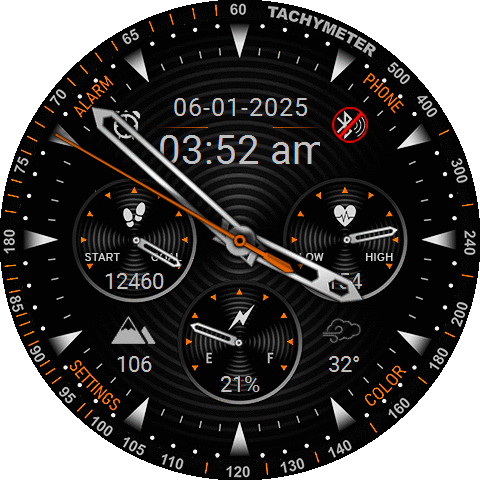 60
TACHYMETER
65
70
ALARM
PHONE
500
400
06-01-2025
03:52 am
75
300
180
240
START GOAL
LOW HIGH
12460
85
200
90
E F
106
32°
21%
SETTINGS
COLOR
95
160
100
105
110
120
130
140